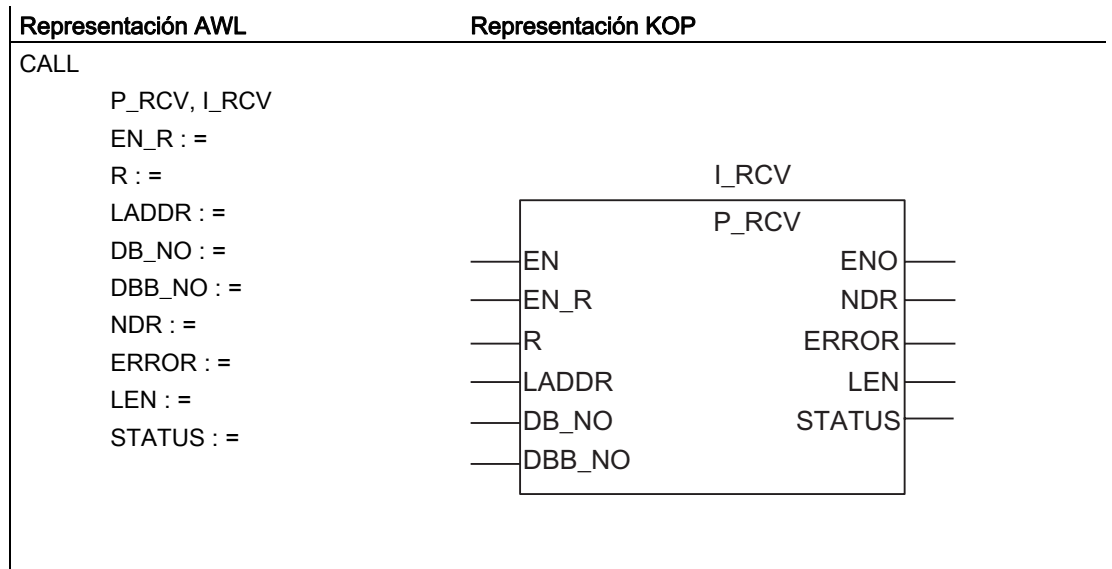 Representación AWL
Representación KOP
CALL
P_RCV, I_RCV
EN_R : =
R : =
LADDR : =
DB_NO : =
DBB_NO : =
NDR : =
ERROR : =
LEN : =
STATUS : =
I_RCV
P_RCV
EN ENO
EN_R NDR
R ERROR
LADDR LEN
DB_NO STATUS
DBB_NO